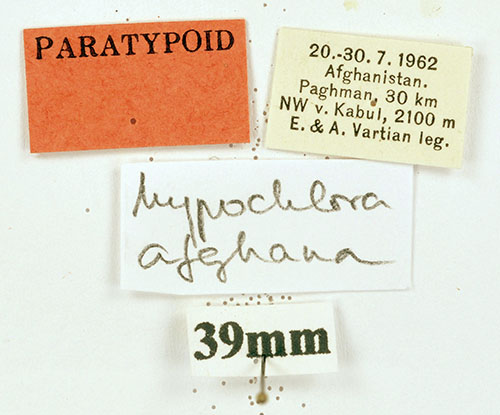 PARATYPOID
20.-30. 7. 1962
Afghanistan.
Paghman, 30 km
NW v. Kabul, 2100 m
E. & A. Vartian leg.
hypochlora
afghana
39mm